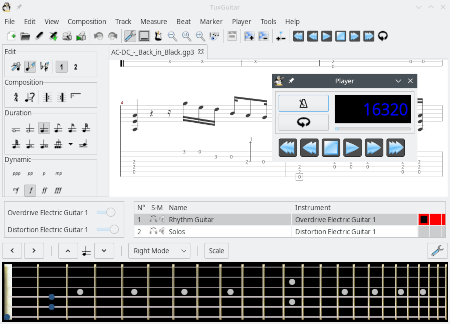 TuxGuitar
File Edit View Composition Track Measure Beat Marker Player Tools Help
AC-DC_-_Back_in_Black.gp3
Edit
1 2
Player
16320
Composition
Duration
Dynamic
ppp pp p mp
mf f ff fff
Overdrive Electric Guitar 1
Distortion Electric Guitar 1
N° S M Name Instrument
1 Rhythm Guitar Overdrive Electric Guitar 1
2 Solos Distortion Electric Guitar 1
Right Mode Scale